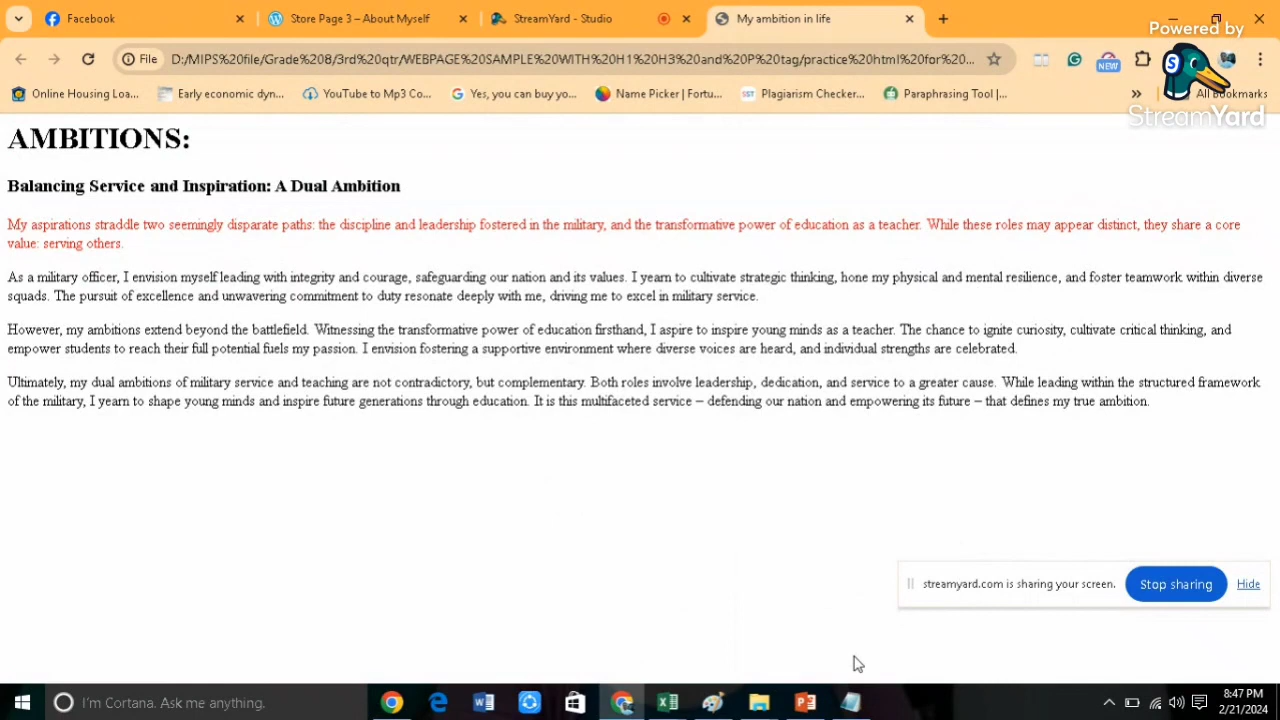 Facebook
Store Page 3 – About Myself
StreamYard - Studio
My ambition in life
Powered by
File
D:/MIPS%20file/Grade%208/3rd%20qtr/WEBPAGE%20SAMPLE%20WITH%20H1%20H3%20and%20P%20tag/practice%20html%20for%20...
NEW
S
Online Housing Loa...
Early economic dyn...
YouTube to Mp3 Co...
Yes, you can buy yo...
Name Picker | Fortu...
SST
Plagiarism Checker...
Paraphrasing Tool |...
»
All Bookmarks
StreamYard
AMBITIONS:
Balancing Service and Inspiration: A Dual Ambition
My aspirations straddle two seemingly disparate paths: the discipline and leadership fostered in the military, and the transformative power of education as a teacher. While these roles may appear distinct, they share a core
value: serving others.
As a military officer, I envision myself leading with integrity and courage, safeguarding our nation and its values. I yearn to cultivate strategic thinking, hone my physical and mental resilience, and foster teamwork within diverse
squads. The pursuit of excellence and unwavering commitment to duty resonate deeply with me, driving me to excel in military service.
However, my ambitions extend beyond the battlefield. Witnessing the transformative power of education firsthand, I aspire to inspire young minds as a teacher. The chance to ignite curiosity, cultivate critical thinking, and
empower students to reach their full potential fuels my passion. I envision fostering a supportive environment where diverse voices are heard, and individual strengths are celebrated.
Ultimately, my dual ambitions of military service and teaching are not contradictory, but complementary. Both roles involve leadership, dedication, and service to a greater cause. While leading within the structured framework
of the military, I yearn to shape young minds and inspire future generations through education. It is this multifaceted service – defending our nation and empowering its future – that defines my true ambition.
streamyard.com is sharing your screen.
Stop sharing
Hide
I'm Cortana. Ask me anything.
8:47 PM
2/21/2024